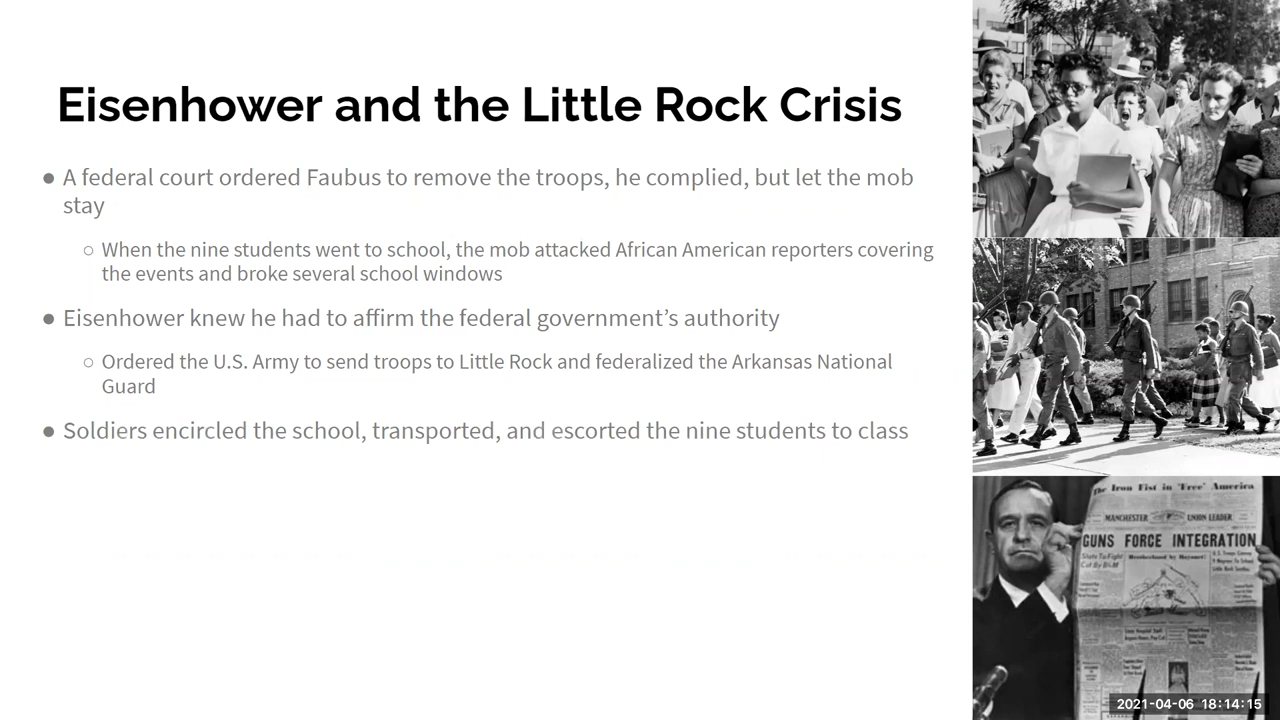 Eisenhower and the Little Rock Crisis
● A federal court ordered Faubus to remove the troops, he complied, but let the mob
stay
○ When the nine students went to school, the mob attacked African American reporters covering
the events and broke several school windows
● Eisenhower knew he had to affirm the federal government’s authority
○ Ordered the U.S. Army to send troops to Little Rock and federalized the Arkansas National
Guard
● Soldiers encircled the school, transported, and escorted the nine students to class
The Iron Fist in 'Free' America
MANCHESTER UNION LEADER
GUNS FORCE INTEGRATION
State To Fight
Cut By B&M
2021-04-06 18:14:15